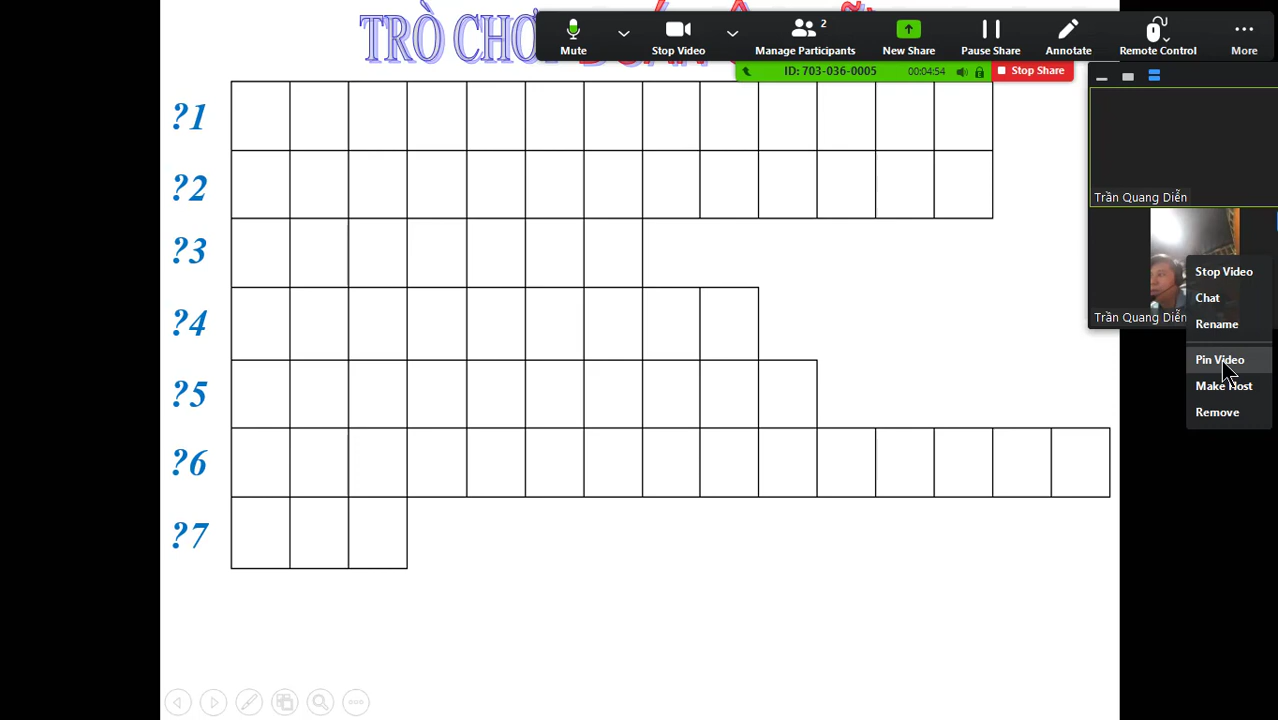 TRÒ CHƠ
Mute
Stop Video
Manage Participants
2
New Share
Pause Share
Annotate
Remote Control
More
ID: 703-036-0005
00:04:54
Stop Share
?1
?2
?3
?4
?5
?6
?7
Trần Quang Diễn
Trần Quang Diễn
Stop Video
Chat
Rename
Pin Video
Make Host
Remove